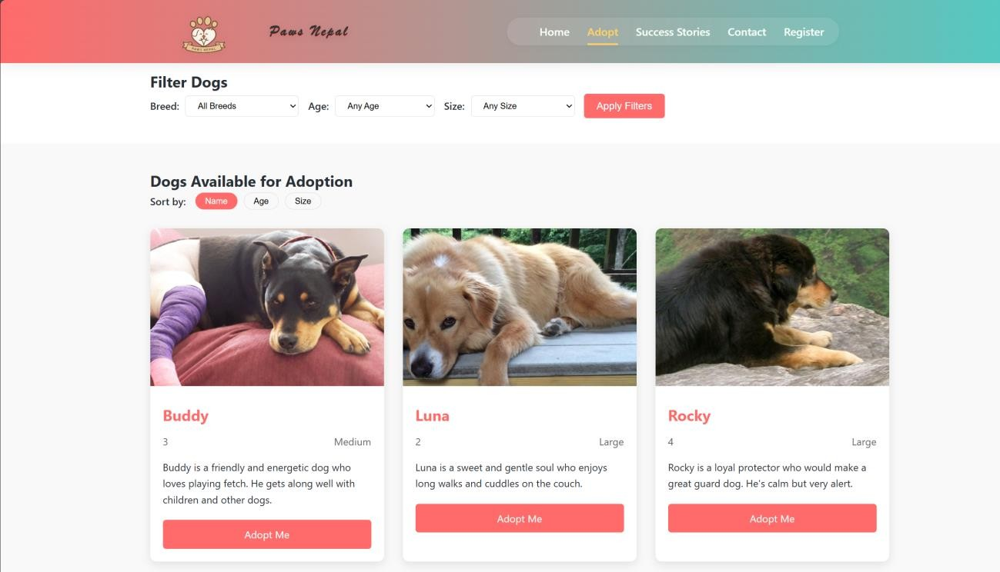 PAWS NEPAL
Paws Nepal
Home Adopt Success Stories Contact Register
Filter Dogs
Breed: All Breeds Age: Any Age Size: Any Size Apply Filters
Dogs Available for Adoption
Sort by: Name Age Size
Buddy
3 Medium
Buddy is a friendly and energetic dog who
loves playing fetch. He gets along well with
children and other dogs.
Adopt Me
Luna
2 Large
Luna is a sweet and gentle soul who enjoys
long walks and cuddles on the couch.
Adopt Me
Rocky
4 Large
Rocky is a loyal protector who would make a
great guard dog. He's calm but very alert.
Adopt Me